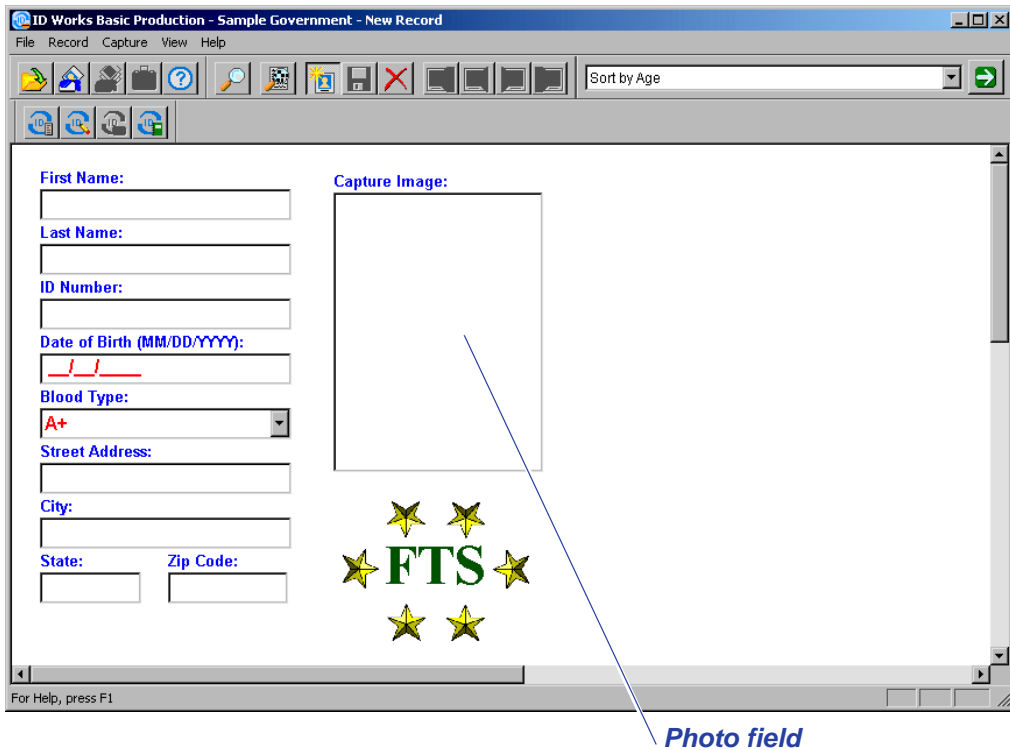 ID Works Basic Production - Sample Government - New Record
File Record Capture View Help
Sort by Age
First Name:
Capture Image:
Last Name:
ID Number:
Date of Birth (MM/DD/YYYY):
__/__/____
Blood Type:
A+
Street Address:
City:
State: Zip Code:
FTS
For Help, press F1
Photo field